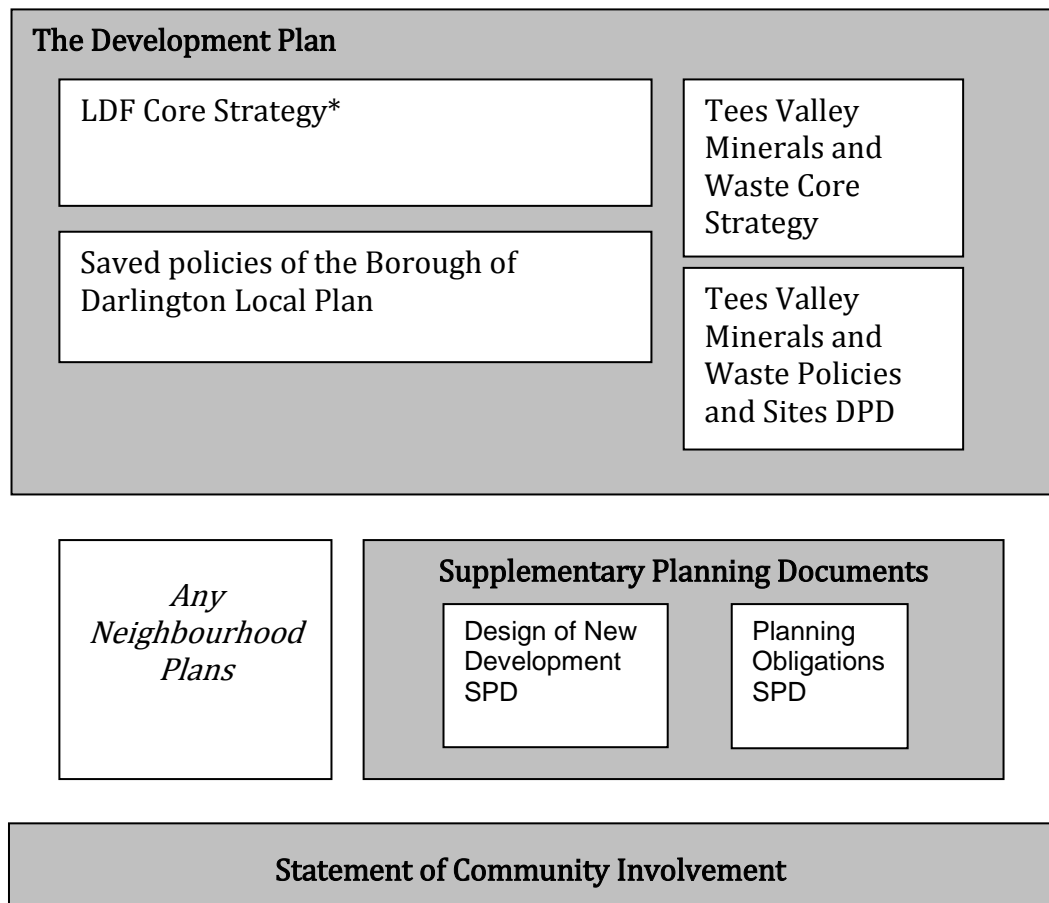 The Development Plan
LDF Core Strategy*
Saved policies of the Borough of
Darlington Local Plan
Tees Valley
Minerals and
Waste Core
Strategy
Tees Valley
Minerals and
Waste Policies
and Sites DPD
Any
Neighbourhood
Plans
Supplementary Planning Documents
Design of New
Development
SPD
Planning
Obligations
SPD
Statement of Community Involvement